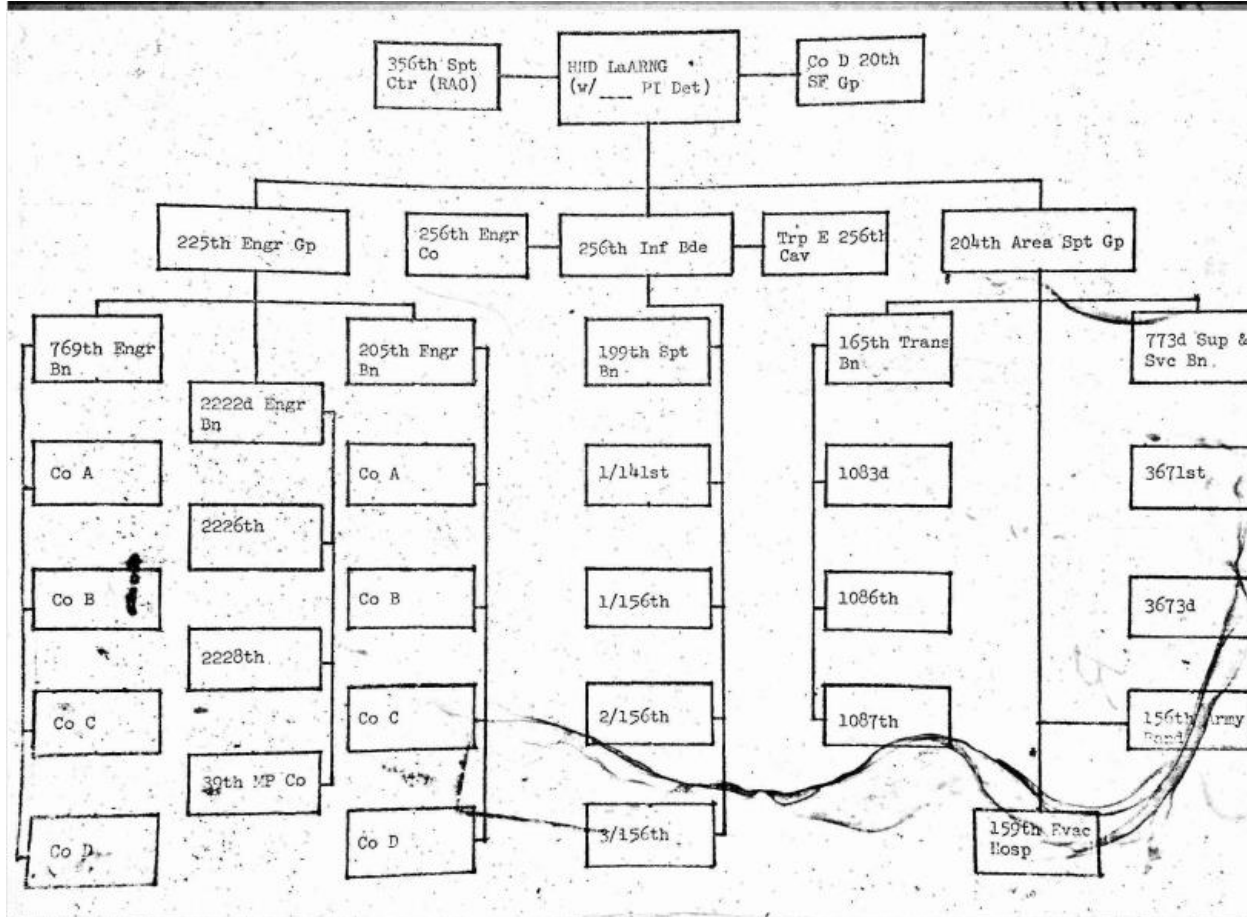 356th Spt
Ctr (RAO)
HHD LaARNG
(w/___ PI Det)
Co D 20th
SF Gp
225th Engr Gp
256th Engr
Co
256th Inf Bde
Trp E 256th
Cav
204th Area Spt Gp
769th Engr
Bn
2222d Engr
Bn
205th Engr
Bn
199th Spt
Bn
165th Trans
Bn
773d Sup &
Svc Bn
Co A
2226th
Co A
1/141st
1083d
3671st
Co B
2228th
Co B
1/156th
1086th
3673d
Co C
39th MP Co
Co C
2/156th
1087th
156th Army
Band
Co D
Co D
3/156th
159th Evac
Hosp